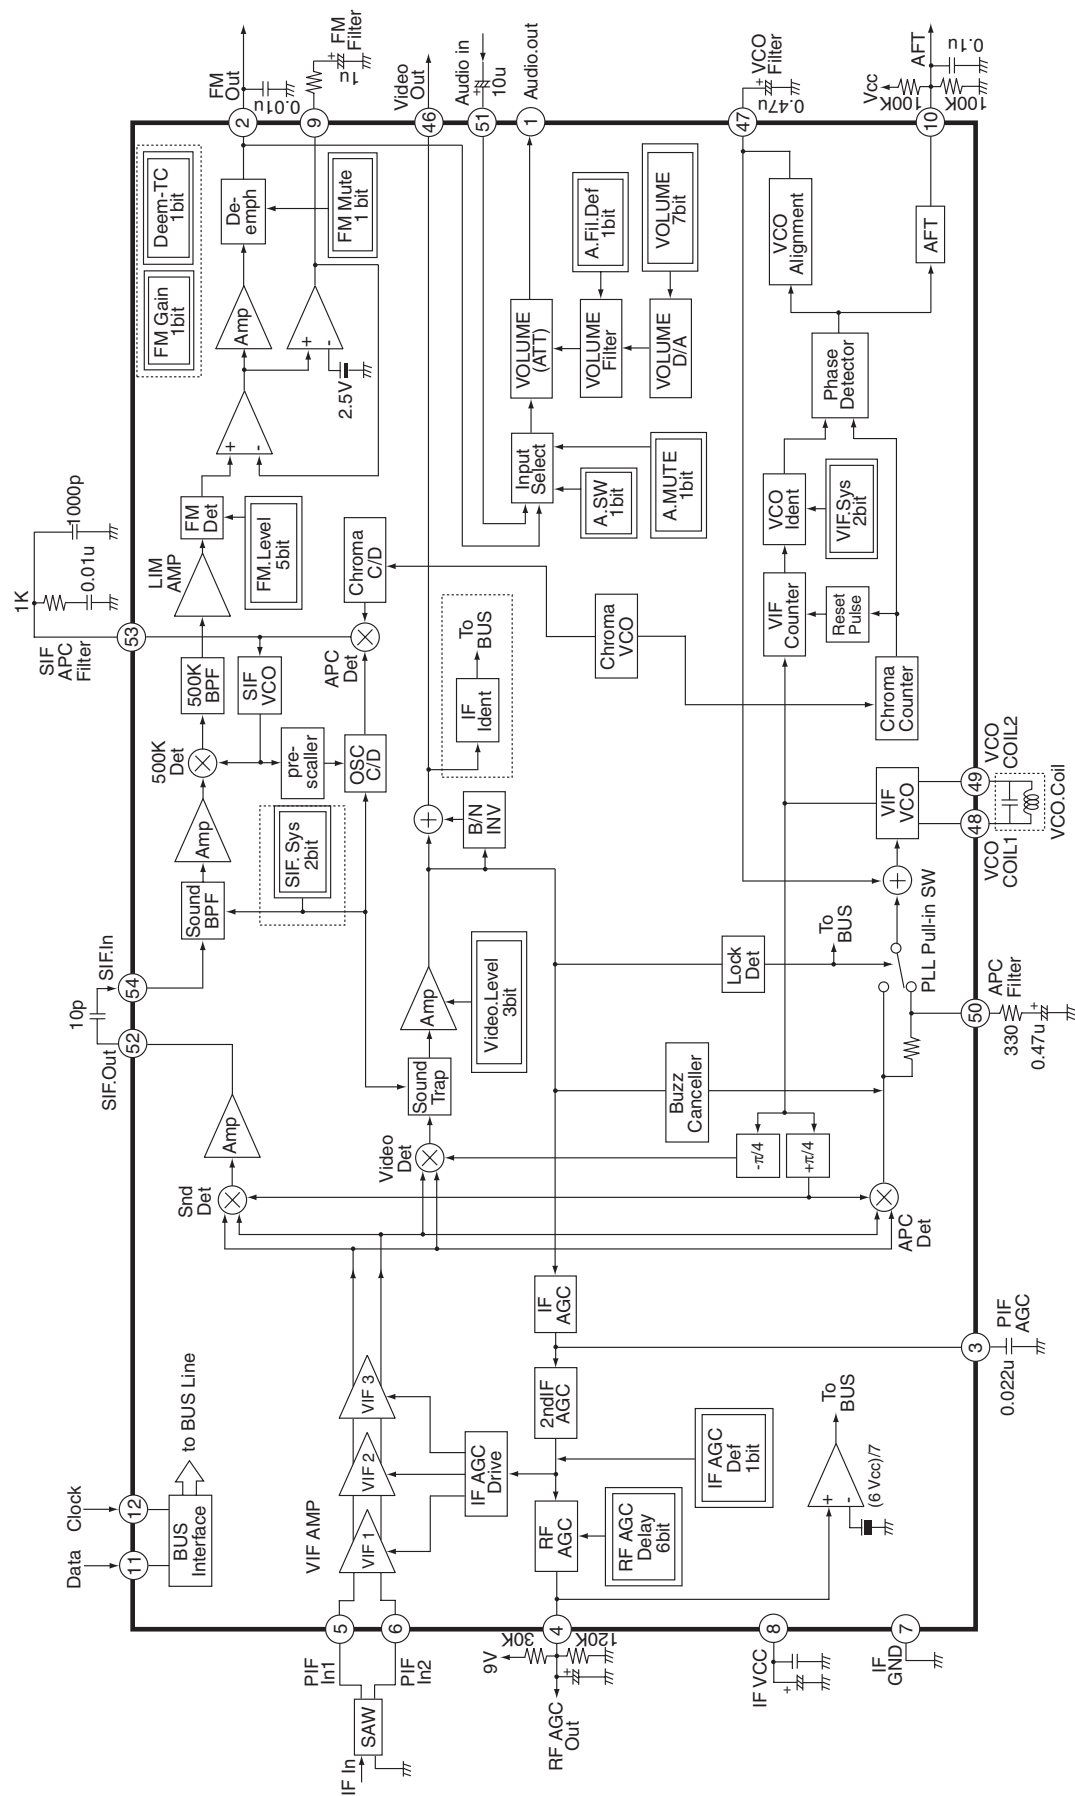 FM
Out
0.01u
FM
Filter
+
1u
Video
Out
Audio in
+
10u
Audio.out
VCO
Filter
+
0.47u
Vcc
100K
AFT
0.1u
100K
2
9
46
51
1
47
10
Deem-TC
1bit
FM Gain
1bit
De-
emph
FM Mute
1 bit
Amp
+
-
2.5V
+
-
A.Fil.Def
1bit
VOLUME
7bit
VOLUME
(ATT)
VOLUME
Filter
VOLUME
D/A
VCO
Alignment
AFT
Phase
Detector
Input
Select
A.SW
1bit
A.MUTE
1bit
1000p
1K
0.01u
SIF
APC
Filter
53
LIM
AMP
FM
Det
FM.Level
5bit
Chroma
C/D
VCO
Ident
VIF.Sys
2bit
VIF
Counter
Reset
Pulse
Chroma
VCO
Chroma
Counter
500K
BPF
SIF
VCO
APC
Det
To
BUS
IF
Ident
500K
Det
pre-
scaller
OSC
C/D
Amp
SIF. Sys
2bit
Sound
BPF
+
B/N
INV
VIF
VCO
49
48
VCO
COIL2
VCO
COIL1
VCO.Coil
+
10p
SIF.In
54
52
SIF.Out
Amp
Video.Level
3bit
Sound
Trap
Lock
Det
To
BUS
PLL Pull-in SW
50
APC
Filter
330
0.47u
+
Buzz
Canceller
-π/4
+π/4
Amp
Snd
Det
Video
Det
APC
Det
IF
AGC
3
PIF
AGC
0.022u
2ndIF
AGC
Clock
Data
12
11
BUS
Interface
to BUS Line
VIF AMP
VIF 1
VIF 2
VIF 3
IF AGC
Drive
RF
AGC
RF AGC
Delay
6bit
IF AGC
Def
1bit
To
BUS
+
-
(6 Vcc)/7
5
6
4
8
7
PIF
In1
PIF
In2
SAW
IF In
9V
30K
120K
+
RF AGC
Out
IF VCC
+
IF
GND